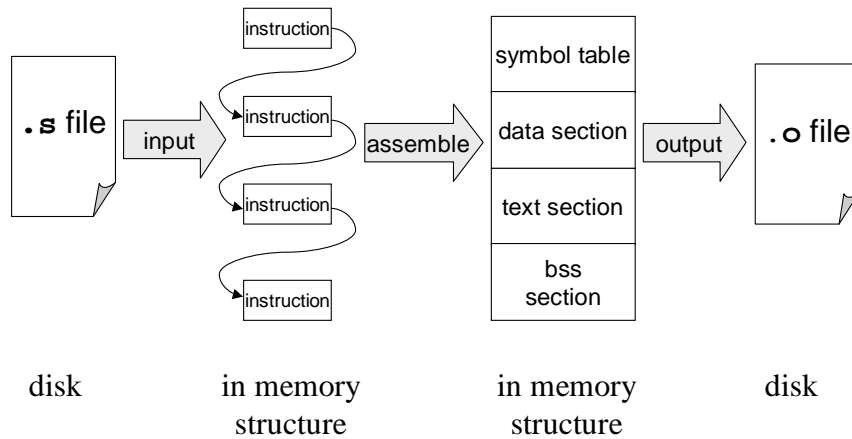 .s file
input
instruction
instruction
instruction
instruction
assemble
symbol table
data section
text section
bss
section
output
.o file
disk
in memory
structure
in memory
structure
disk